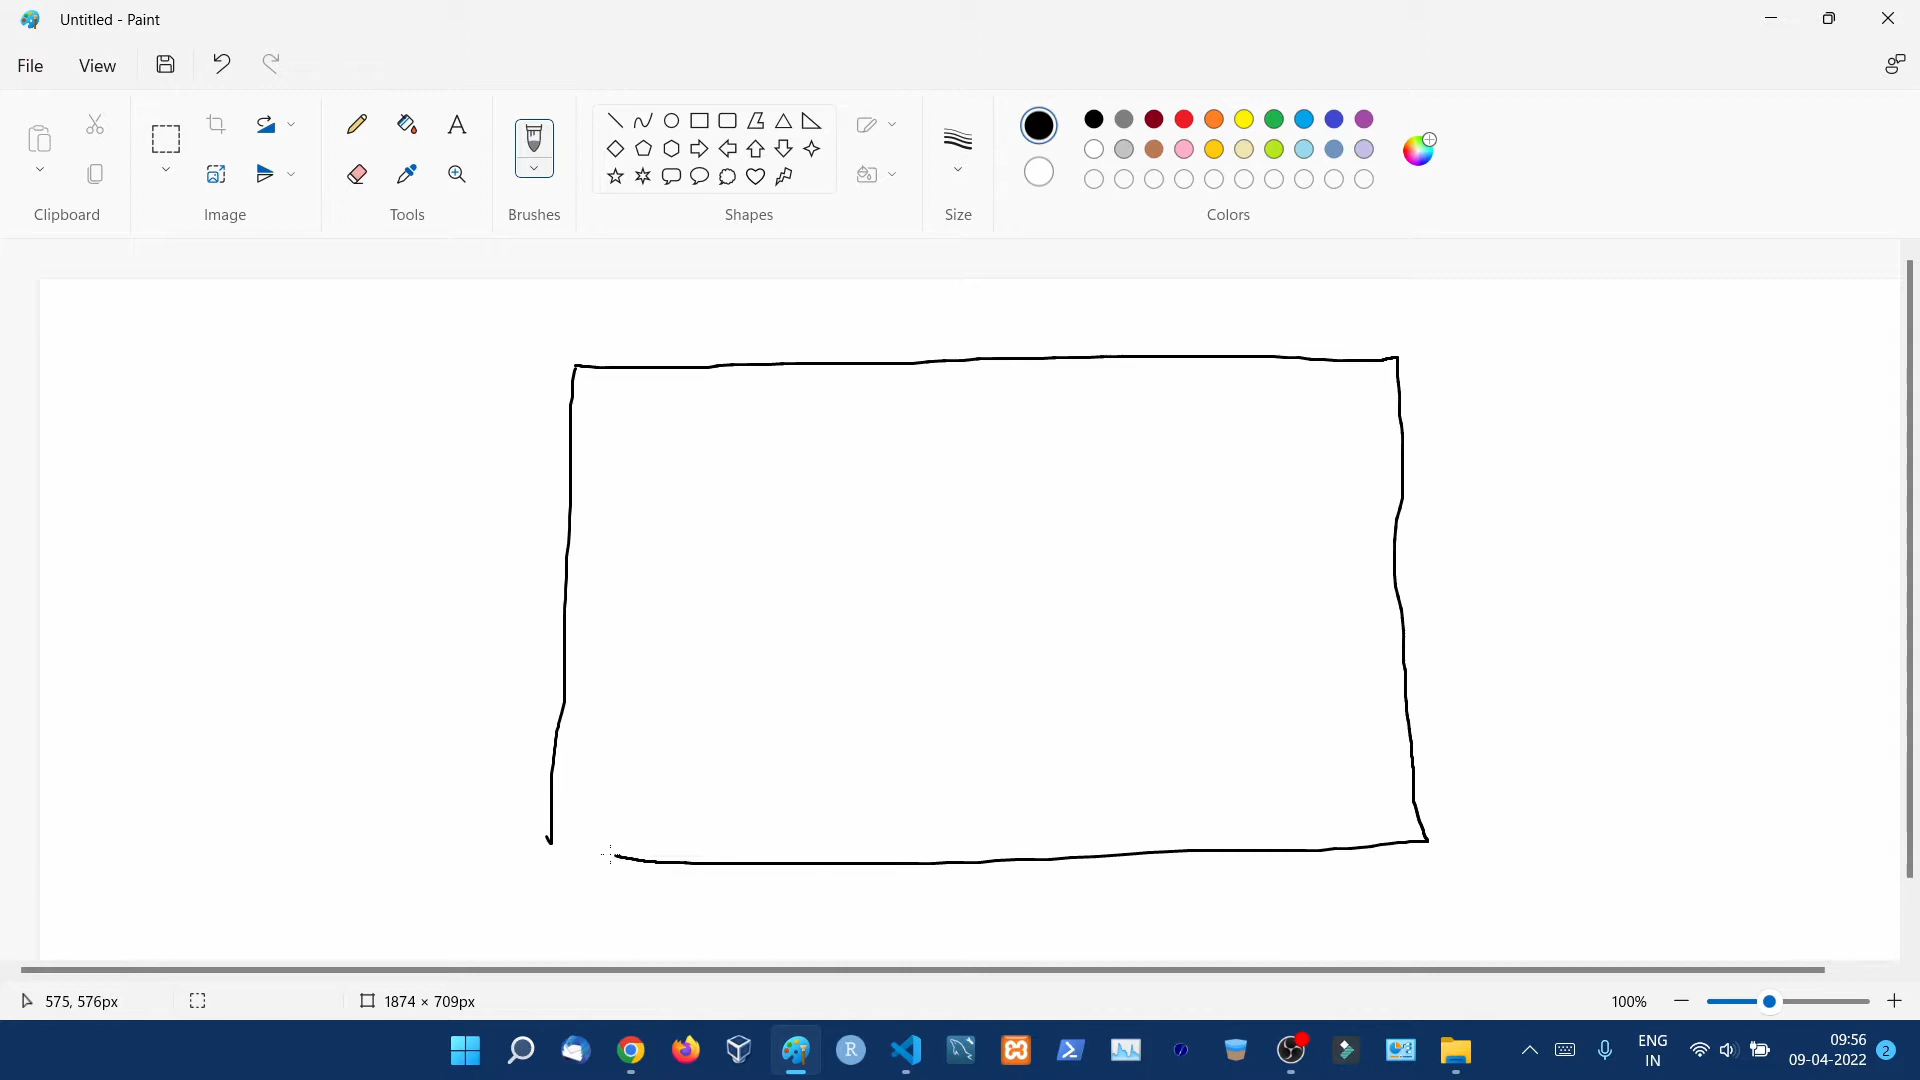 Untitled - Paint
File
View
Clipboard
Image
Tools
Brushes
Shapes
Size
Colors
575, 576px
1874 × 709px
100%
R
ENG
IN
09:56
09-04-2022
2